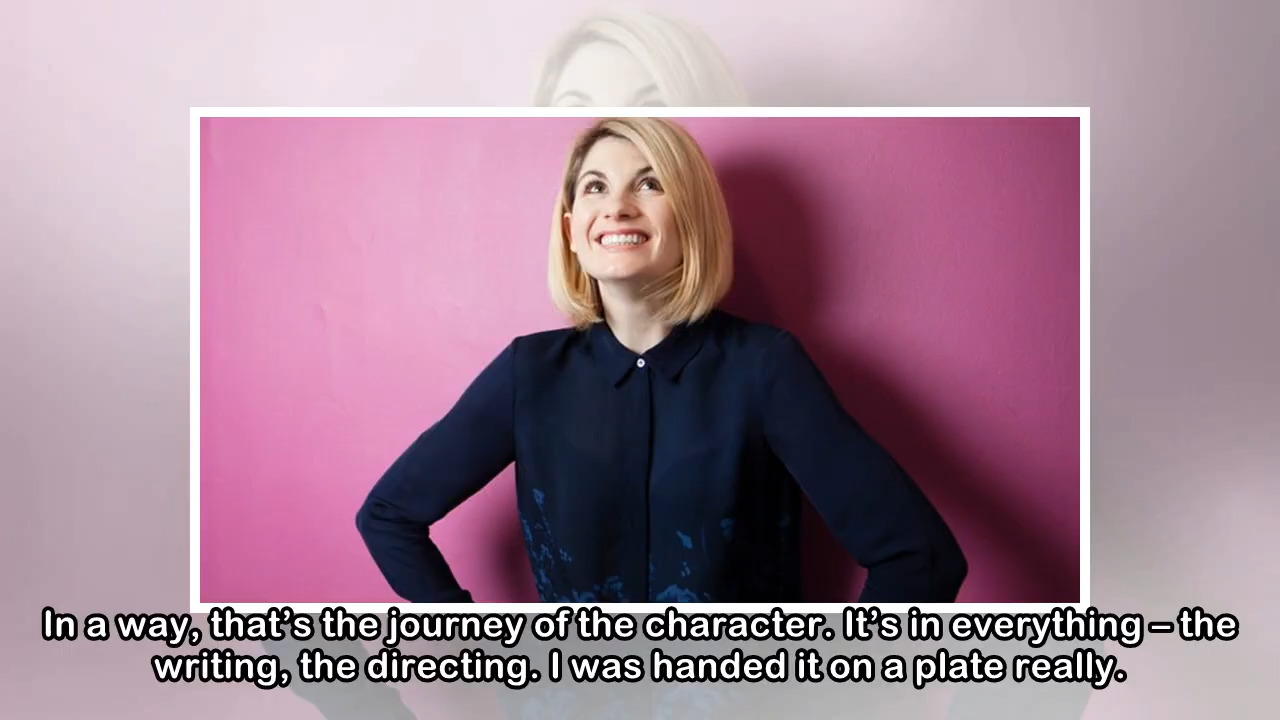 In a way, that’s the journey of the character. It’s in everything – the
writing, the directing. I was handed it on a plate really.